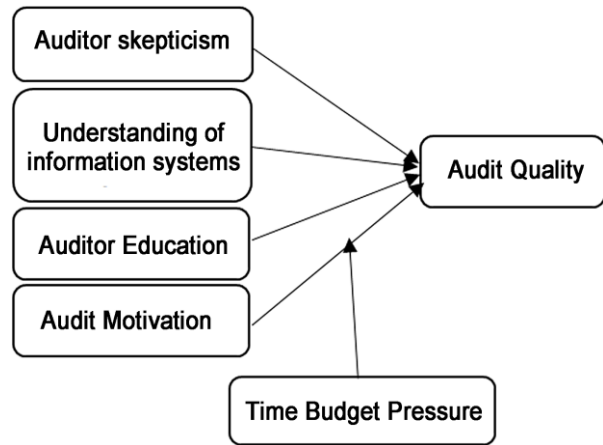 Auditor skepticism
Understanding of
information systems
Audit Quality
Auditor Education
Audit Motivation
Time Budget Pressure